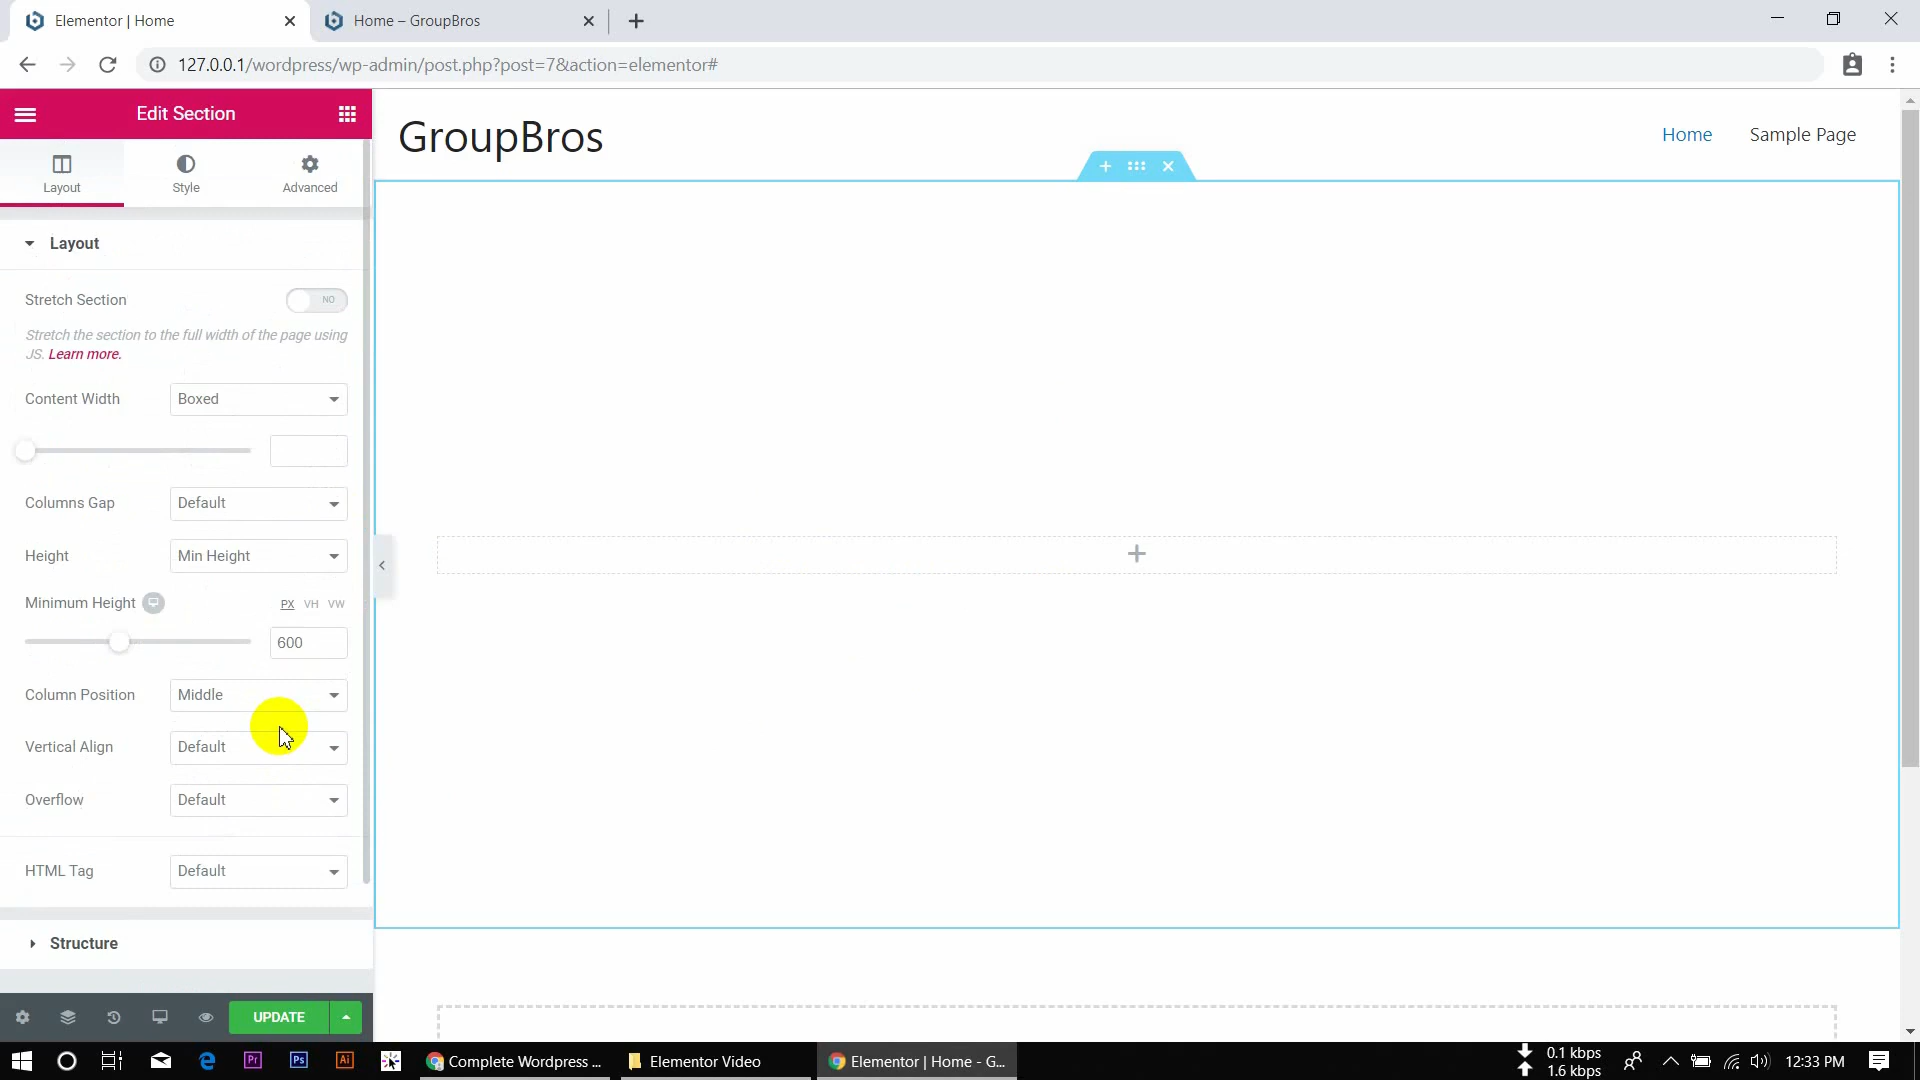 Elementor | Home
Home – GroupBros
127.0.0.1/wordpress/wp-admin/post.php?post=7&action=elementor#
Edit Section
Layout
Style
Advanced
GroupBros
Home
Sample Page
Layout
Stretch Section
NO
Stretch the section to the full width of the page using
JS. Learn more.
Content Width
Boxed
Columns Gap
Default
Height
Min Height
Minimum Height
PX
VH
VW
600
Column Position
Middle
Vertical Align
Default
Overflow
Default
HTML Tag
Default
Structure
UPDATE
Pr
Ps
Ai
Complete Wordpress ...
Elementor Video
Elementor | Home - G...
0.1 kbps
1.6 kbps
12:33 PM